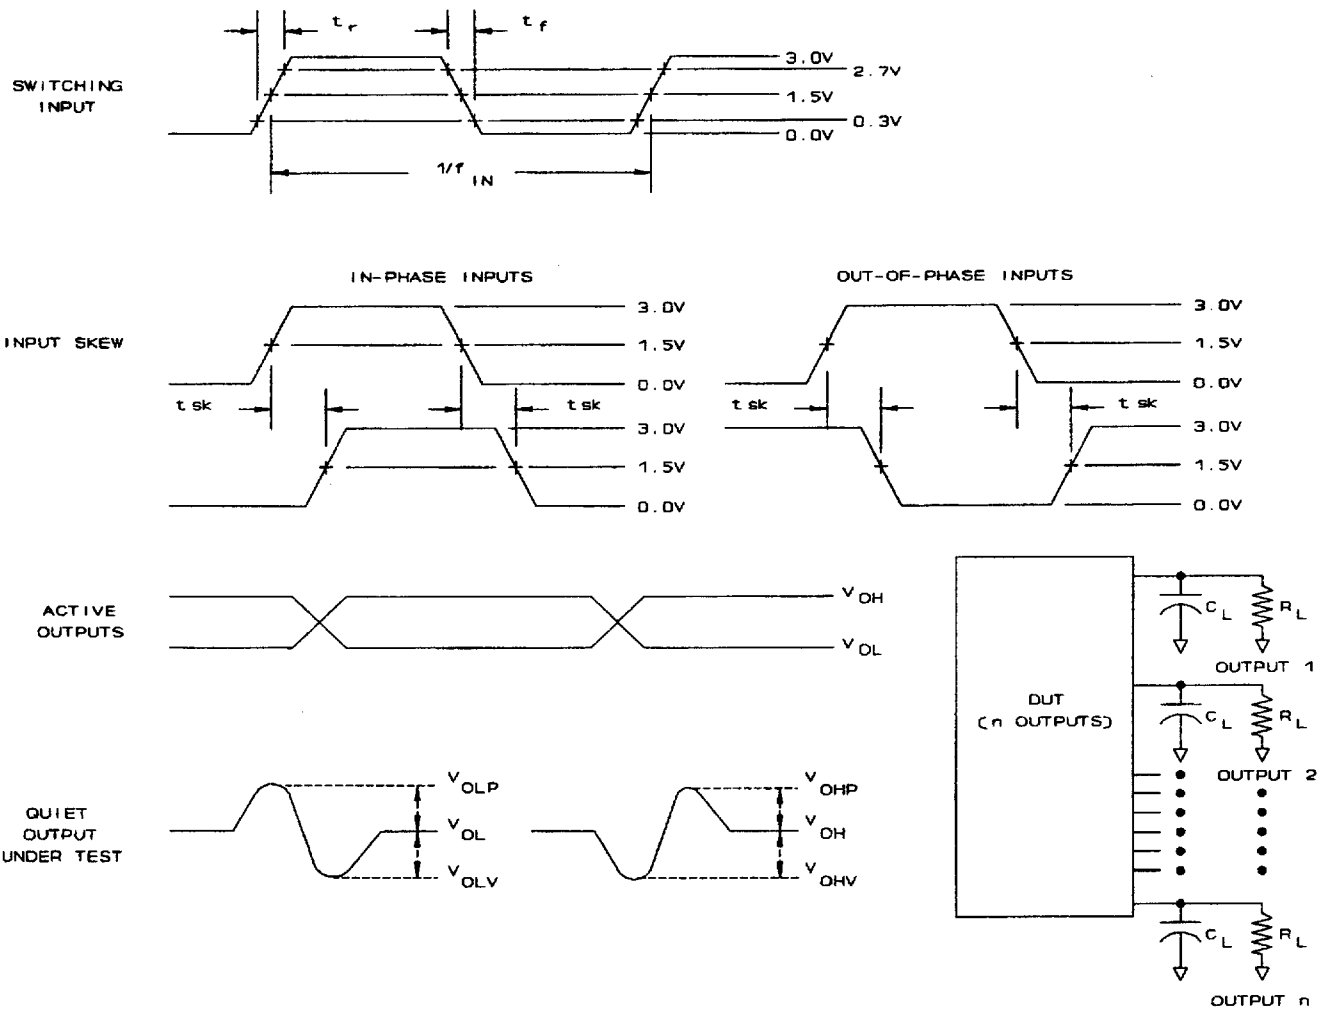 t r
t f
SWITCHING
INPUT
3.0V
2.7V
1.5V
0.3V
0.0V
1/f IN
IN-PHASE INPUTS
OUT-OF-PHASE INPUTS
INPUT SKEW
3.0V
1.5V
0.0V
t sk
t sk
3.0V
1.5V
0.0V
3.0V
1.5V
0.0V
t sk
t sk
3.0V
1.5V
0.0V
ACTIVE
OUTPUTS
V OH
V OL
DUT
(n OUTPUTS)
C L
R L
OUTPUT 1
C L
R L
OUTPUT 2
C L
R L
OUTPUT n
QUIET
OUTPUT
UNDER TEST
V OLP
V OL
V OLV
V OHP
V OH
V OHV